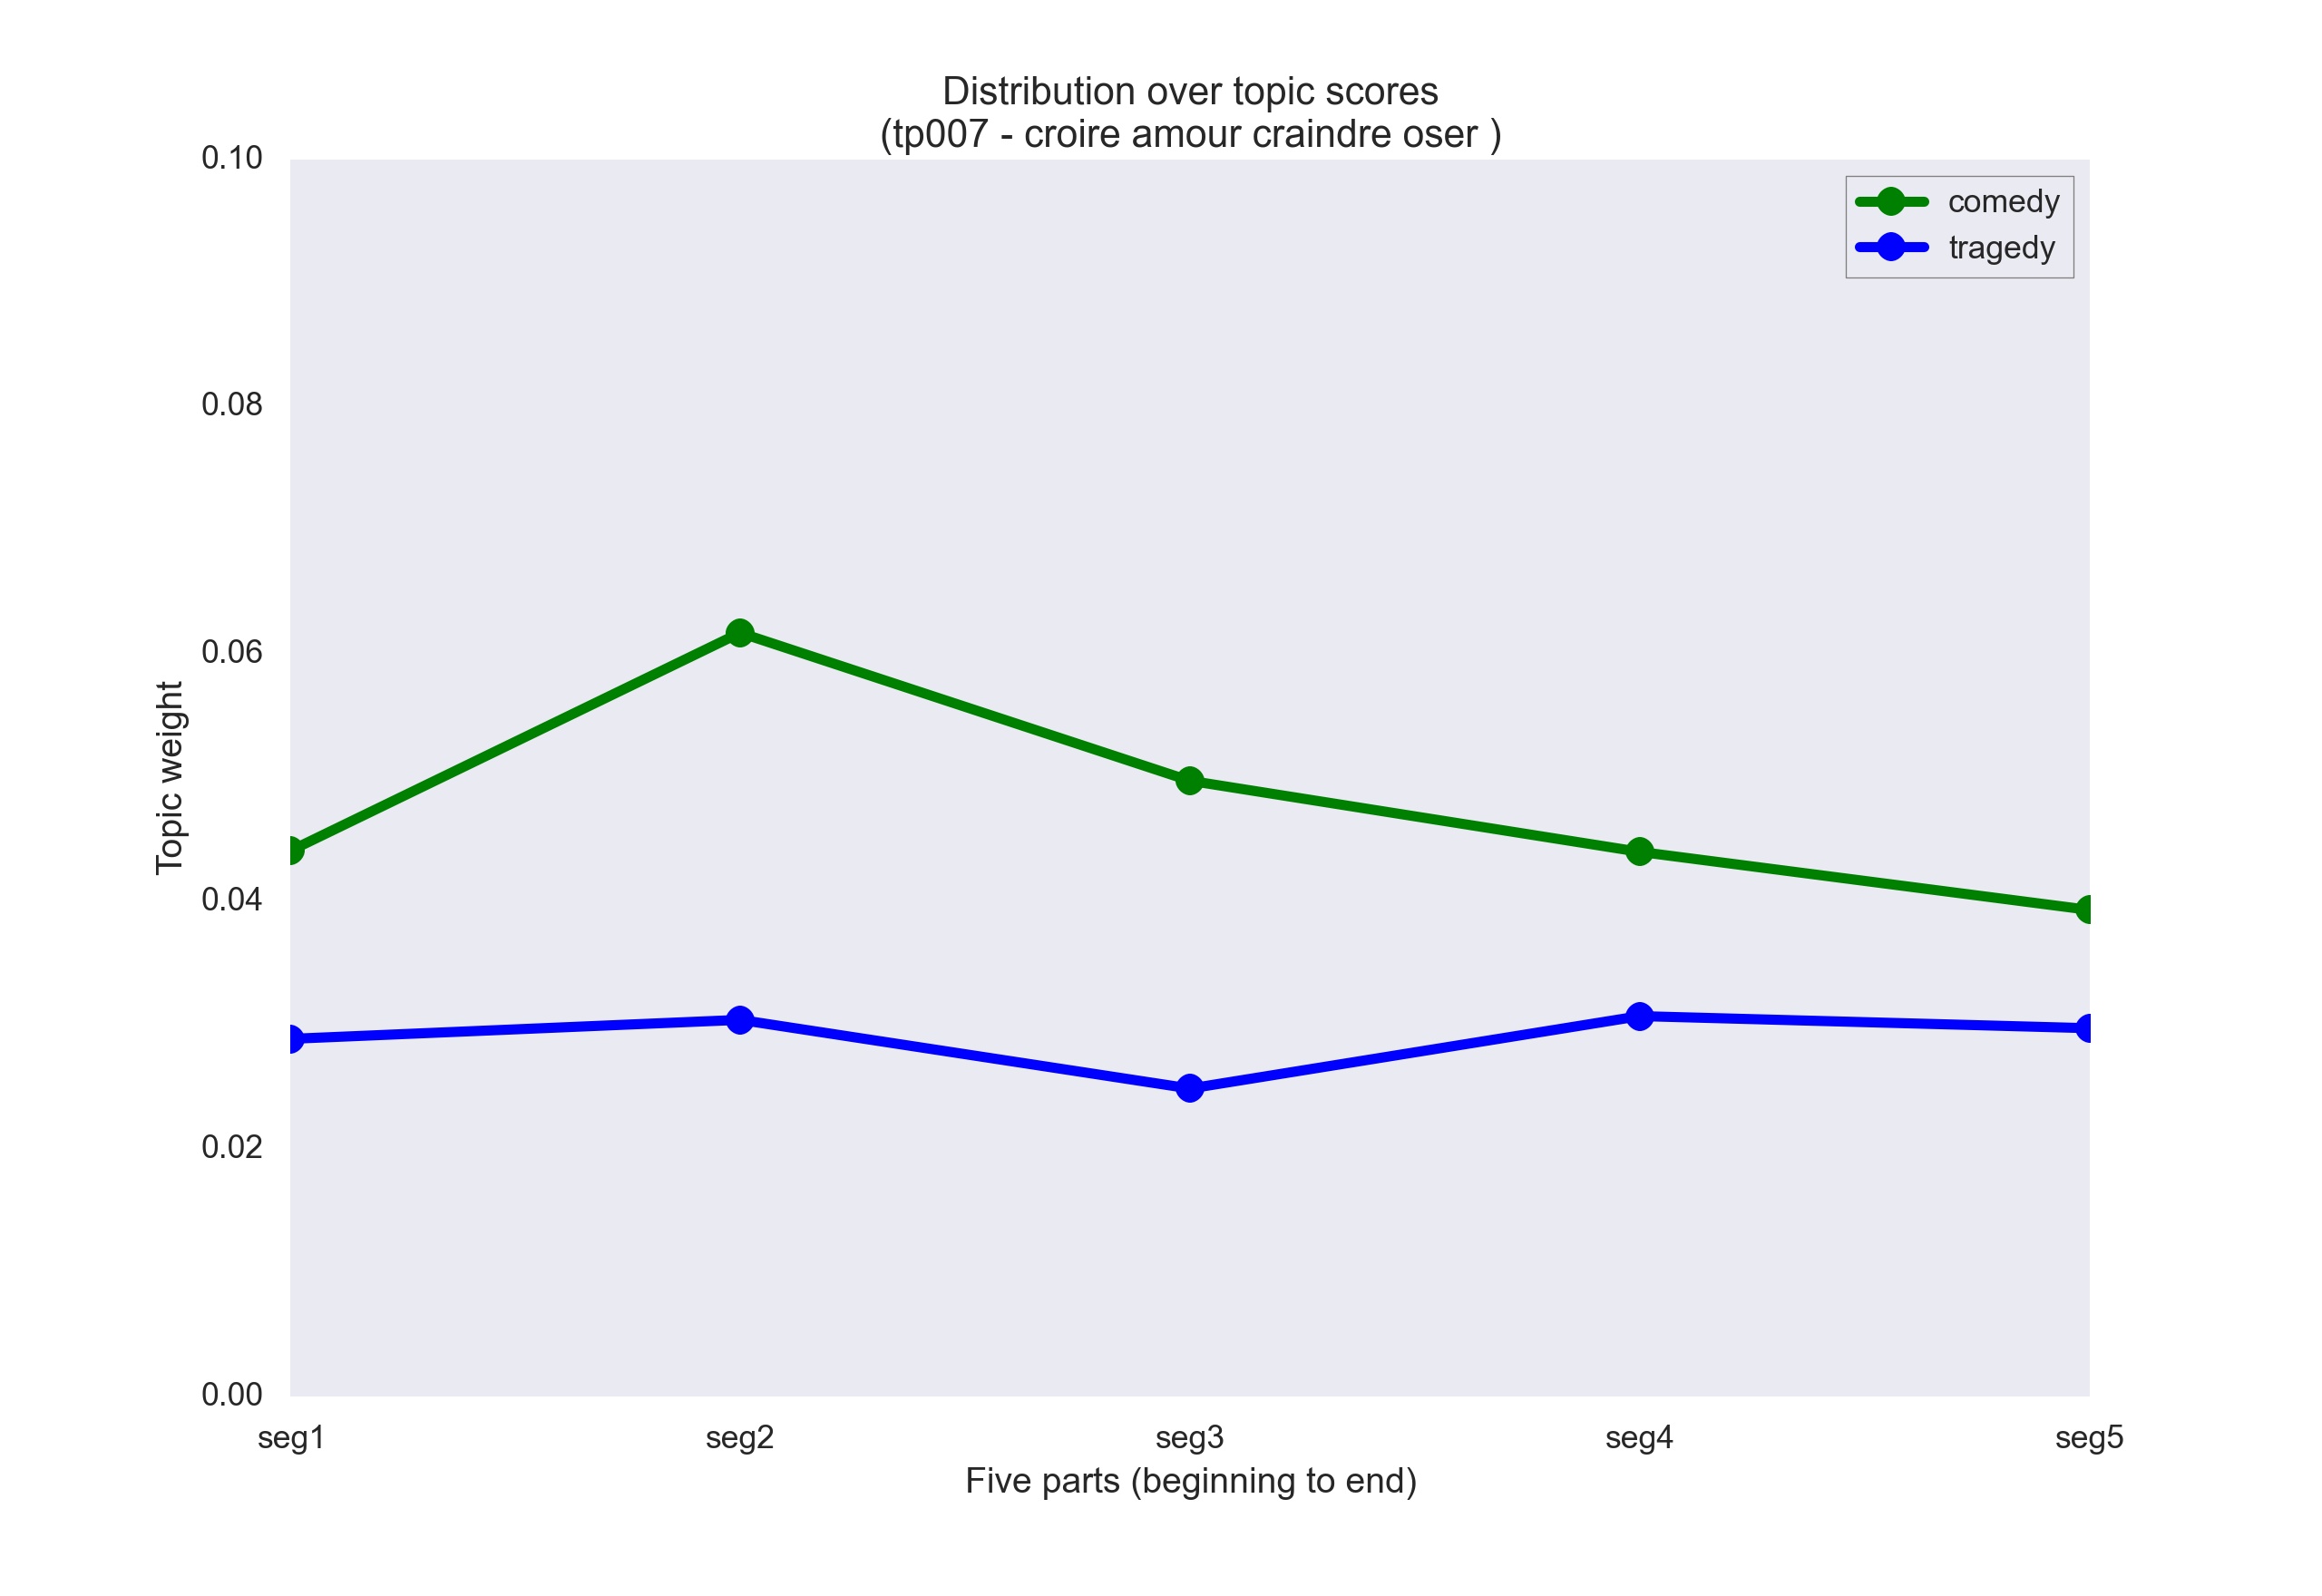 Distribution over topic scores
(tp007 - croire amour craindre oser )
0.10
0.08
0.06
0.04
0.02
0.00
Topic weight
comedy
tragedy
seg1 seg2 seg3 seg4 seg5
Five parts (beginning to end)